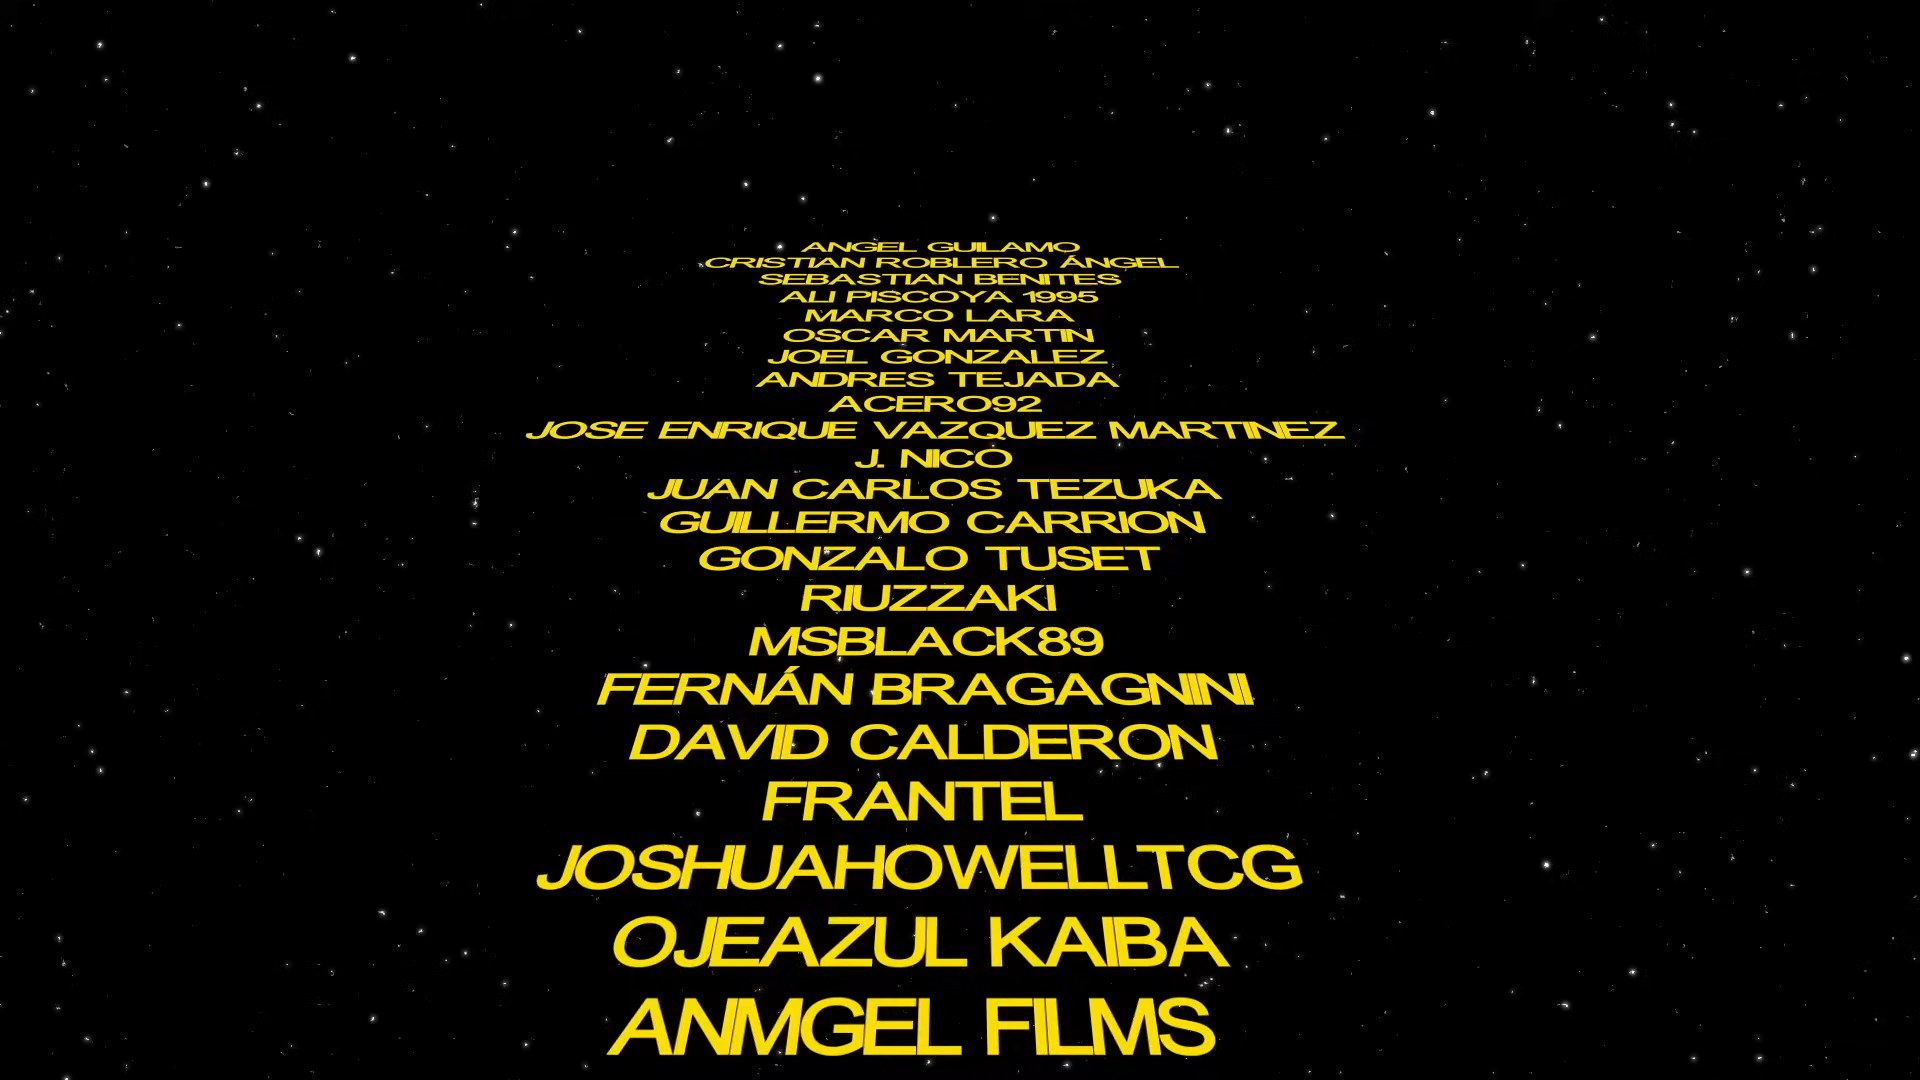 ANGEL GUILAMO
CRISTIAN ROBLERO ÁNGEL
SEBASTIAN BENITES
ALI PISCOYA 1995
MARCO LARA
OSCAR MARTIN
JOEL GONZALEZ
ANDRES TEJADA
ACERO92
JOSE ENRIQUE VAZQUEZ MARTINEZ
J. NICO
JUAN CARLOS TEZUKA
GUILLERMO CARRION
GONZALO TUSET
RIUZZAKI
MSBLACK89
FERNÁN BRAGAGNINI
DAVID CALDERON
FRANTEL
JOSHUAHOWELLTCG
OJEAZUL KAIBA
ANMGEL FILMS